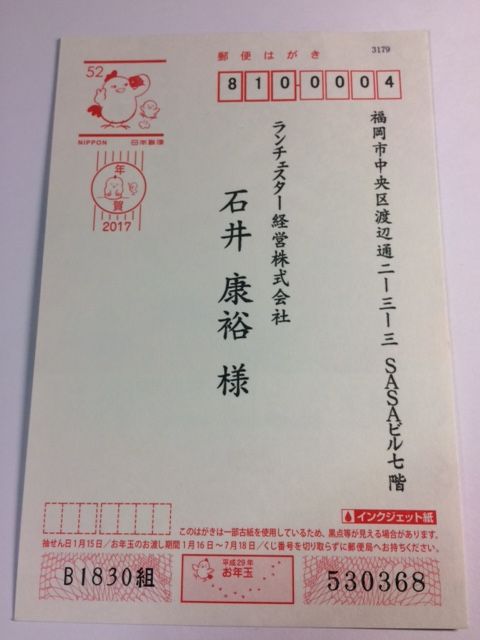 郵便はがき
3179
52
NIPPON 日本郵便
8100004
年賀
2017
福岡市中央区渡辺通二ー三ー三 SASAビル七階
ランチェスター経営株式会社
石井 康裕 様
インクジェット紙
このはがきは一部古紙を使用しているため、黒点等が見える場合があります。
抽せん日1月15日/お年玉のお渡し期間1月16日～7月18日/くじ番号を切り取らずに郵便局へお持ちください。
B1830組
平成29年
お年玉
530368